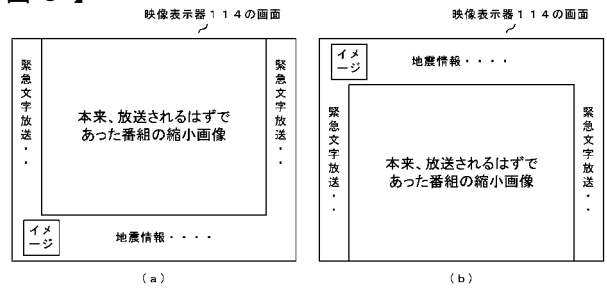 映像表示器114の画面
緊急文字放送・・
本来、放送されるはずで
あった番組の縮小画像
緊急文字放送・・
イメ
ージ
地震情報・・・・
(a)
映像表示器114の画面
イメ
ージ
地震情報・・・・
緊急文字放送・・
本来、放送されるはずで
あった番組の縮小画像
緊急文字放送・・
(b)